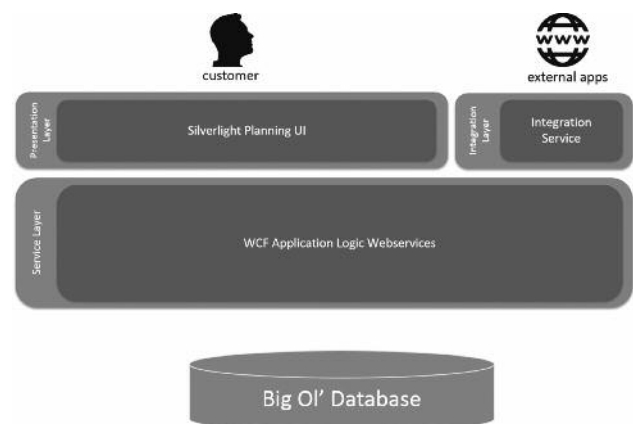 WWW
customer
external apps
Presentation
Layer
Silverlight Planning UI
Integration
Layer
Integration
Service
Service Layer
WCF Application Logic Webservices
Big Ol' Database